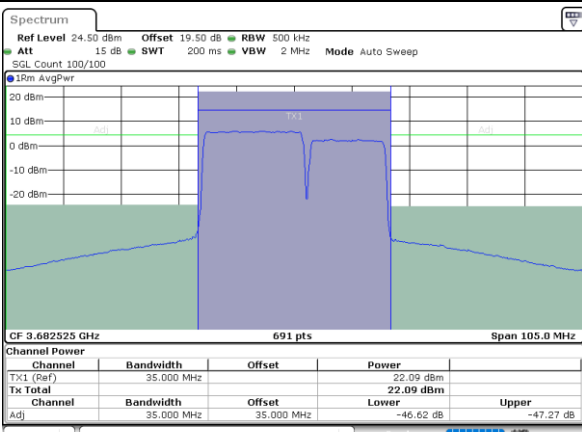 Spectrum
Ref Level 24.50 dBm Offset 19.50 dB RBW 500 kHz
Att 15 dB SWT 200 ms VBW 2 MHz Mode Auto Sweep
SGL Count 100/100
1Rm AvgPwr
20 dBm
TX1
10 dBm
Adj Adj
0 dBm
-10 dBm
-20 dBm
CF 3.682525 GHz 691 pts Span 105.0 MHz
Channel Power
Channel Bandwidth Offset Power
TX1 (Ref) 35.000 MHz 22.09 dBm
Tx Total 22.09 dBm
Channel Bandwidth Offset Lower Upper
Adj 35.000 MHz 35.000 MHz -46.62 dB -47.27 dB